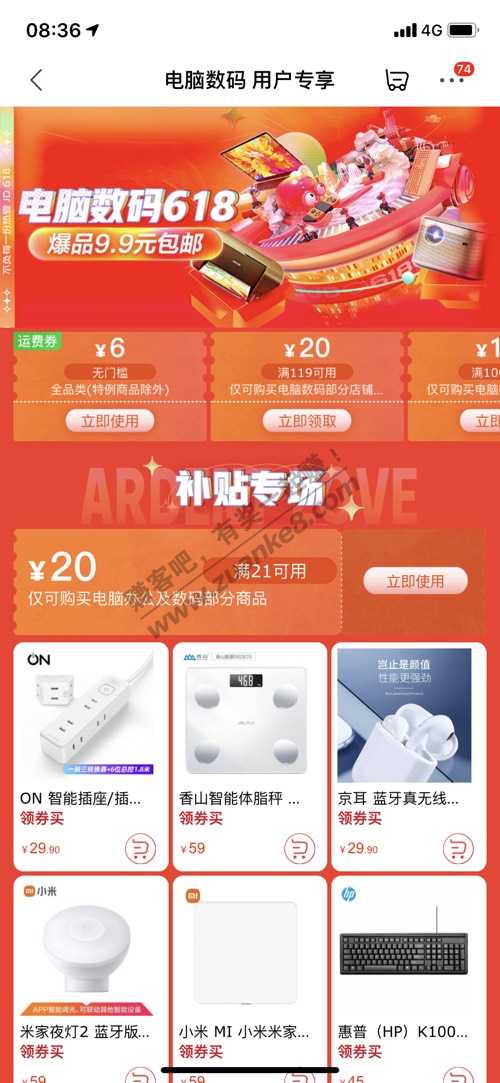 08:36
4G
电脑数码 用户专享
74
不负每一份热爱 JD 618
电脑数码618
爆品9.9元包邮
618
运费券
¥6
无门槛
全品类(特例商品除外)
立即使用
¥20
满119可用
仅可购买电脑数码部分店铺...
立即领取
¥1
满10
仅可购买电脑
立即
补贴专场
¥20
满21可用
仅可购买电脑办公及数码部分商品
立即使用
赚客吧,有奖一起赚啦!
www.zuanke8.com
ON
一转三转换器+6位总控1.8米
ON 智能插座/插...
领券买
¥29.90
香山
468
香山智能体脂秤 ...
领券买
¥59
岂止是颜值
性能更强劲
京耳 蓝牙真无线...
领券买
¥29.90
小米
APP智能调光,可联动其他智能设备
米家夜灯2 蓝牙版...
领券买
¥59
小米 MI 小米米家...
领券买
¥59
hp
惠普(HP)K100...
领券买
¥45